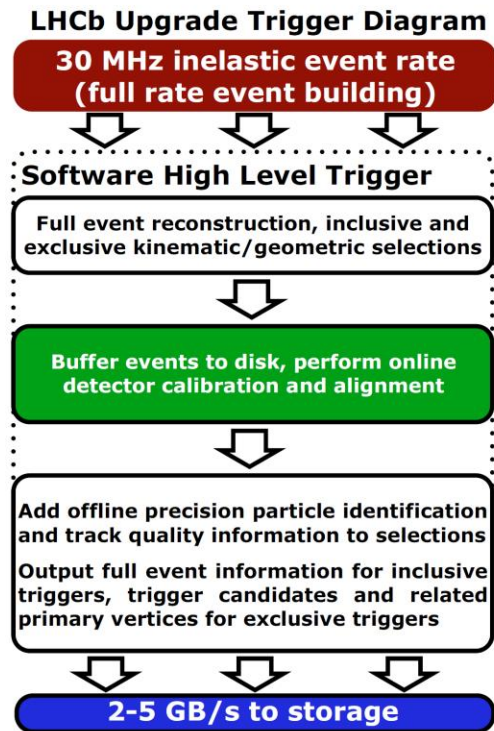 LHCb Upgrade Trigger Diagram
30 MHz inelastic event rate
(full rate event building)
Software High Level Trigger
Full event reconstruction, inclusive and
exclusive kinematic/geometric selections
Buffer events to disk, perform online
detector calibration and alignment
Add offline precision particle identification
and track quality information to selections
Output full event information for inclusive
triggers, trigger candidates and related
primary vertices for exclusive triggers
2-5 GB/s to storage